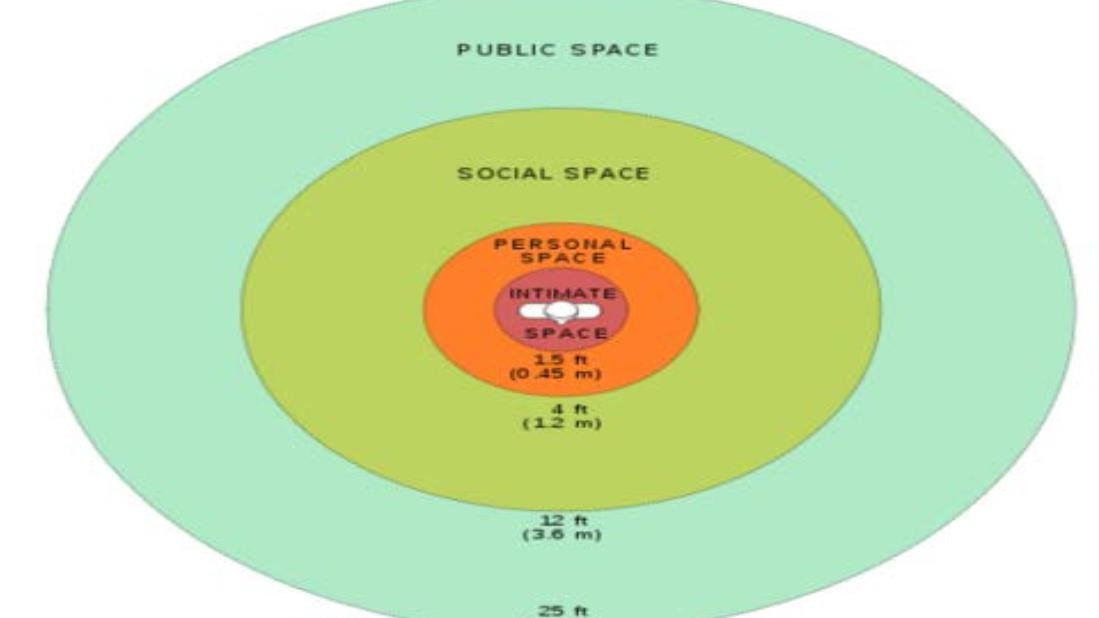 PUBLIC SPACE
SOCIAL SPACE
PERSONAL
SPACE
INTIMATE
SPACE
1.5 ft
(0.45 m)
4 ft
(1.2 m)
12 ft
(3.6 m)
25 ft